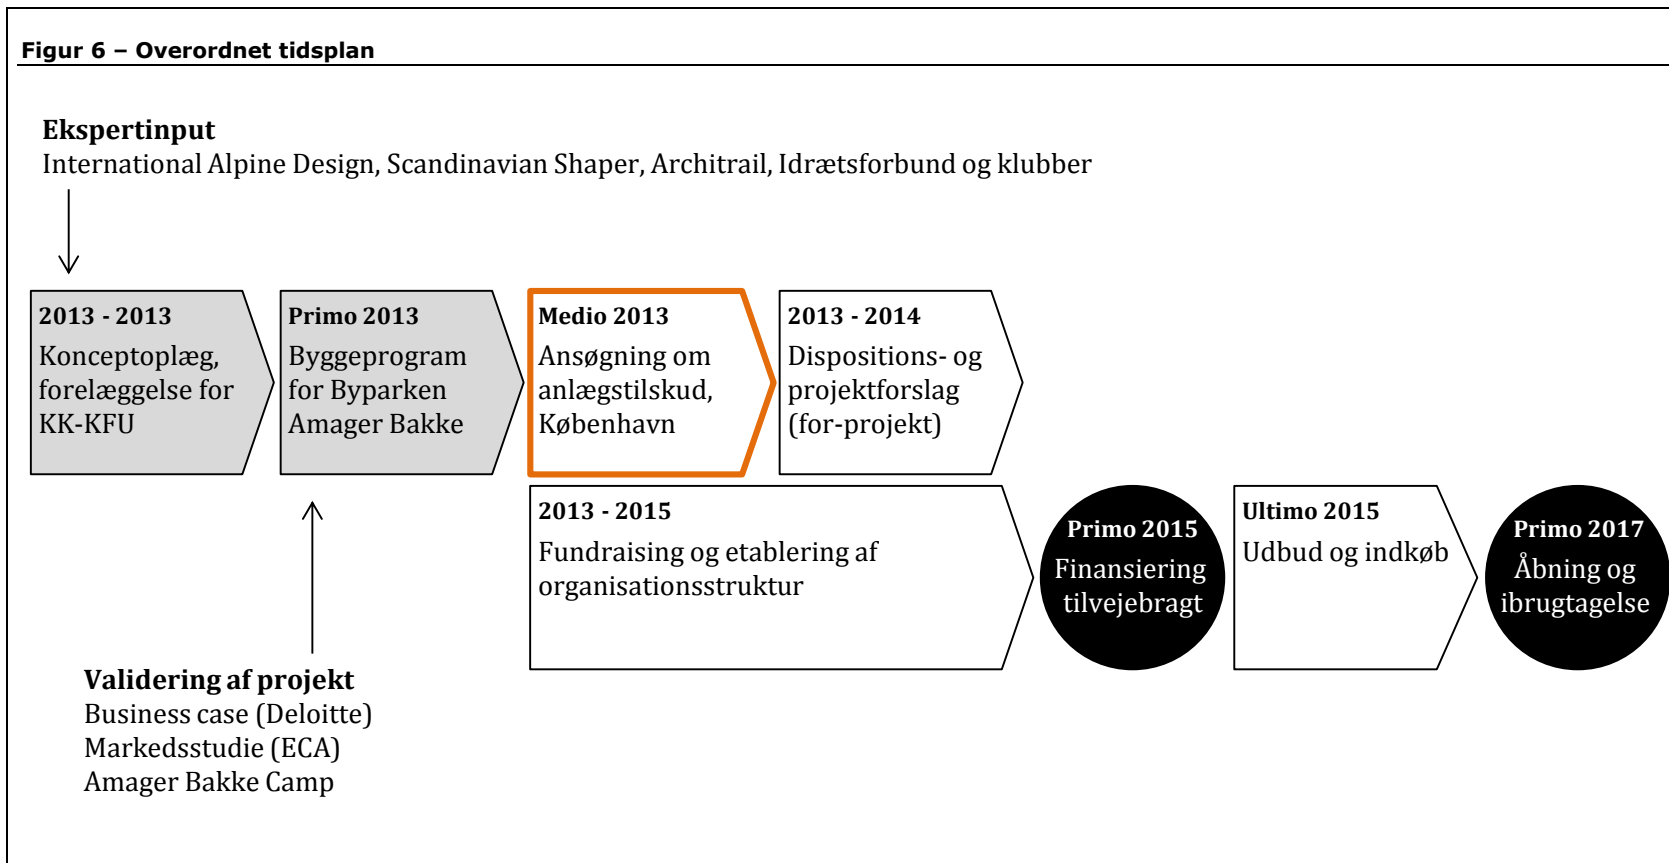 Figur 6 – Overordnet tidsplan
Ekspertinput
International Alpine Design, Scandinavian Shaper, Architrail, Idrætsforbund og klubber
2013 - 2013
Konceptoplæg,
forelæggelse for
KK-KFU
Primo 2013
Byggeprogram
for Byparken
Amager Bakke
Medio 2013
Ansøgning om
anlægstilskud,
København
2013 - 2014
Dispositions- og
projektforslag
(for-projekt)
2013 - 2015
Fundraising og etablering af
organisationsstruktur
Primo 2015
Finansiering
tilvejebragt
Ultimo 2015
Udbud og indkøb
Primo 2017
Åbning og
ibrugtagelse
Validering af projekt
Business case (Deloitte)
Markedsstudie (ECA)
Amager Bakke Camp